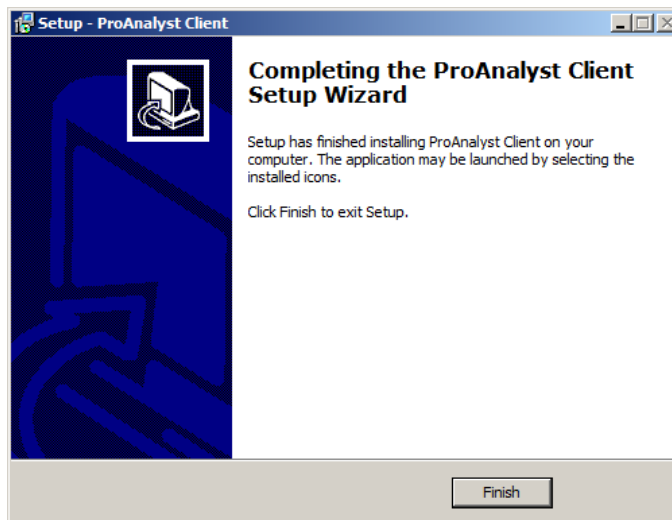 Setup - ProAnalyst Client
Completing the ProAnalyst Client
Setup Wizard
Setup has finished installing ProAnalyst Client on your
computer. The application may be launched by selecting the
installed icons.
Click Finish to exit Setup.
Finish